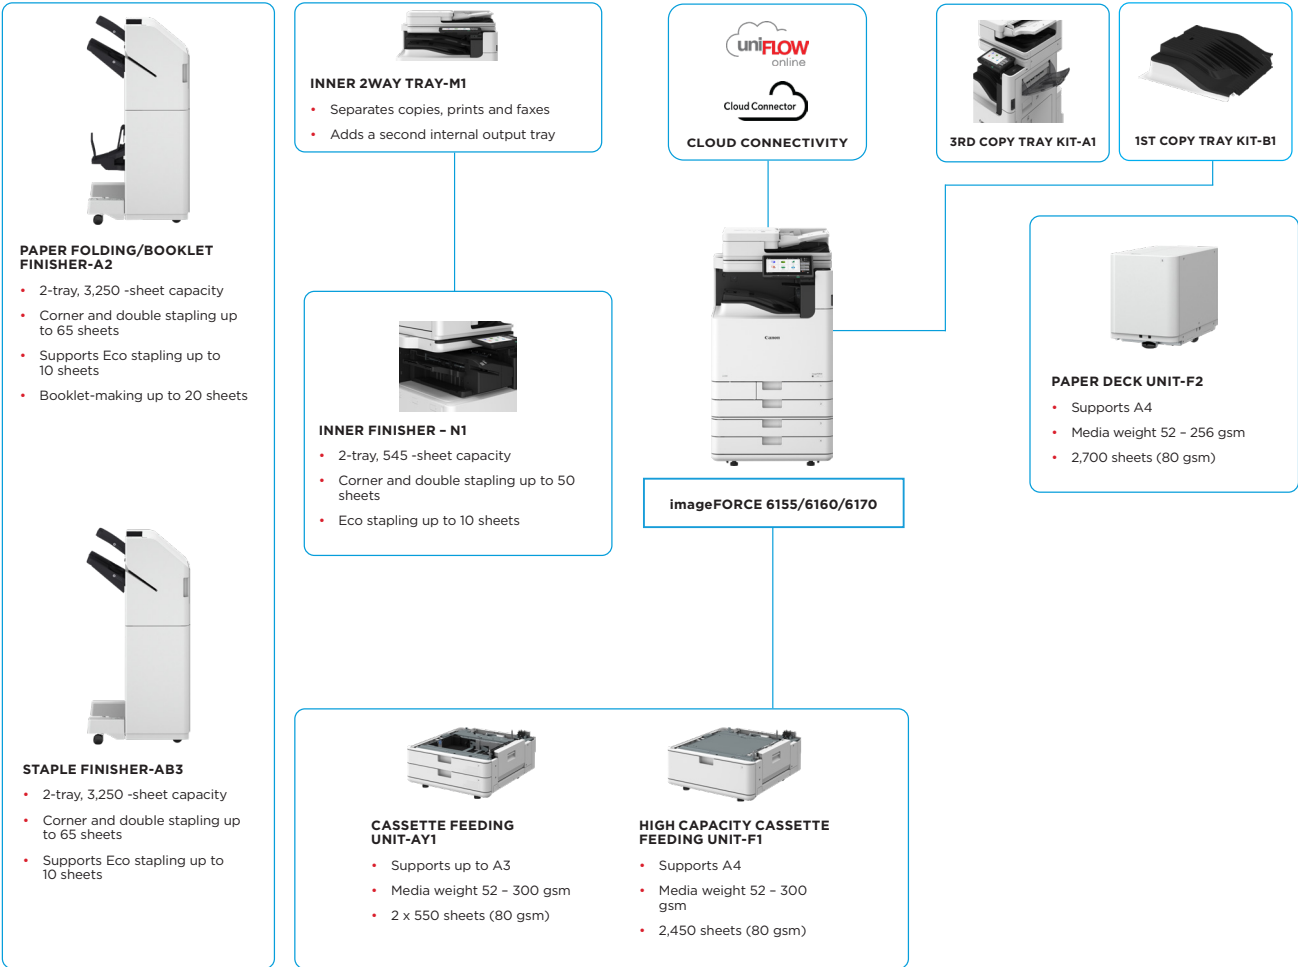 PAPER FOLDING/BOOKLET
FINISHER-A2
• 2-tray, 3,250 -sheet capacity
• Corner and double stapling up
to 65 sheets
• Supports Eco stapling up to
10 sheets
• Booklet-making up to 20 sheets
STAPLE FINISHER-AB3
• 2-tray, 3,250 -sheet capacity
• Corner and double stapling up
to 65 sheets
• Supports Eco stapling up to
10 sheets
INNER 2WAY TRAY-M1
• Separates copies, prints and faxes
• Adds a second internal output tray
INNER FINISHER – N1
• 2-tray, 545 -sheet capacity
• Corner and double stapling up to 50
sheets
• Eco stapling up to 10 sheets
uniFLOW
online
Cloud Connector
CLOUD CONNECTIVITY
3RD COPY TRAY KIT-A1
1ST COPY TRAY KIT-B1
Canon
imageFORCE 6155/6160/6170
PAPER DECK UNIT-F2
• Supports A4
• Media weight 52 – 256 gsm
• 2,700 sheets (80 gsm)
CASSETTE FEEDING
UNIT-AY1
• Supports up to A3
• Media weight 52 – 300 gsm
• 2 x 550 sheets (80 gsm)
HIGH CAPACITY CASSETTE
FEEDING UNIT-F1
• Supports A4
• Media weight 52 – 300
gsm
• 2,450 sheets (80 gsm)